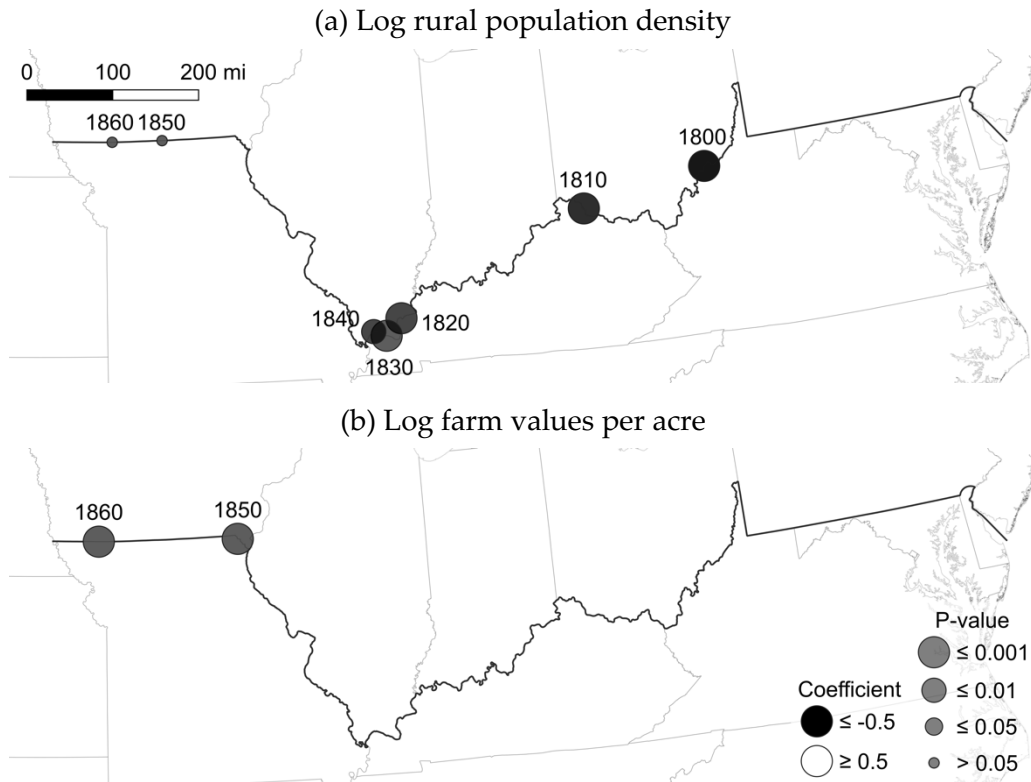 (a) Log rural population density
0 100 200 mi
1860 1850
1800
1810
1840
1820
1830
(b) Log farm values per acre
1860
1850
P-value
≤ 0.001
≤ 0.01
≤ 0.05
> 0.05
Coefficient
≤ -0.5
≥ 0.5